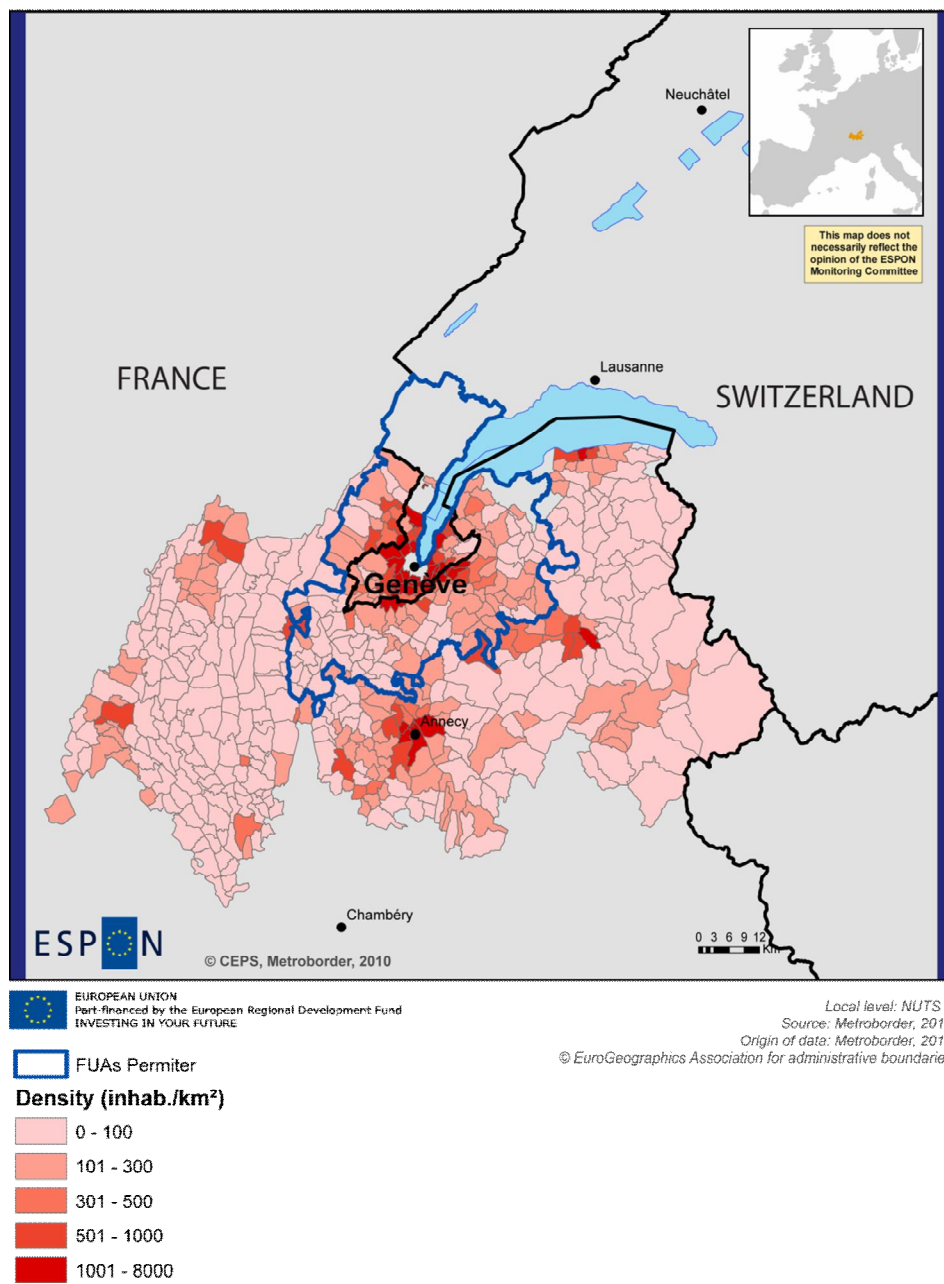 Neuchâtel
This map does not
necessarily reflect the
opinion of the ESPON
Monitoring Committee
FRANCE
Lausanne
SWITZERLAND
Genève
Annecy
Chambéry
0 3 6 9 12
Km
ESPON
© CEPS, Metroborder, 2010
EUROPEAN UNION
Part-financed by the European Regional Development Fund
INVESTING IN YOUR FUTURE
Local level: NUTS
Source: Metroborder, 201
Origin of data: Metroborder, 201
© EuroGeographics Association for administrative boundarie
FUAs Permiter
Density (inhab./km²)
0 - 100
101 - 300
301 - 500
501 - 1000
1001 - 8000